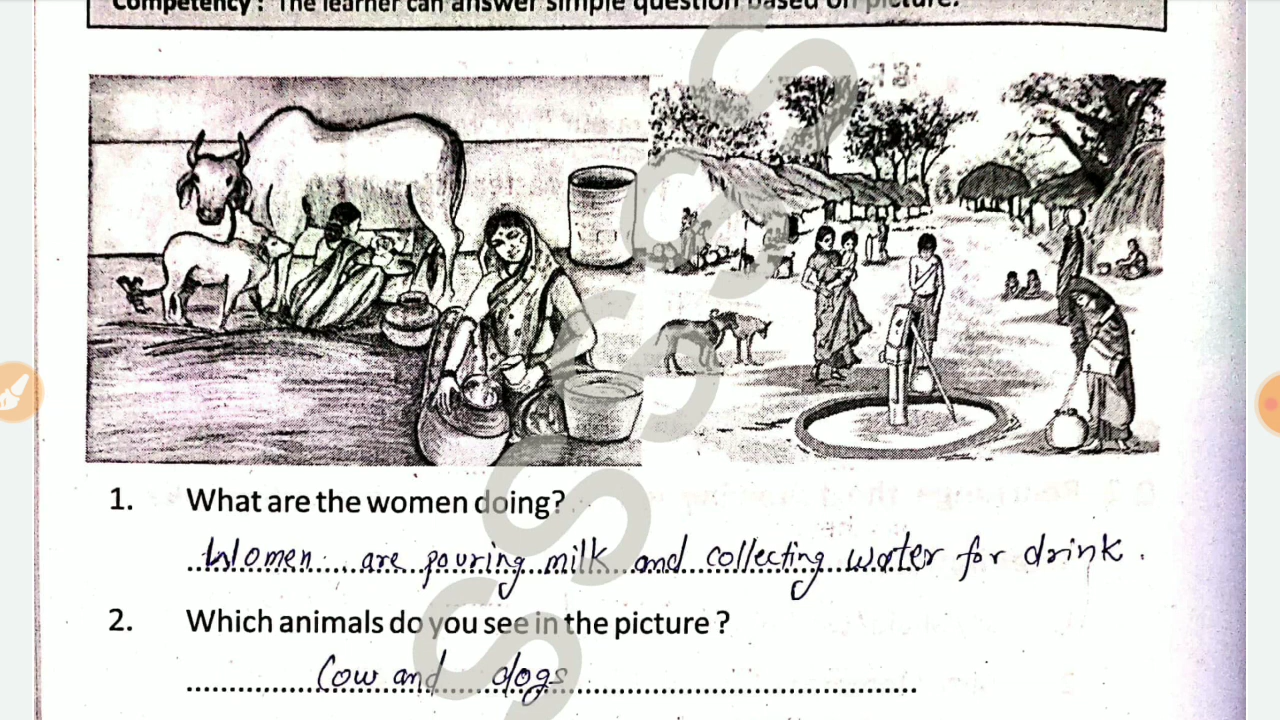 Competency : The learner can answer simple question based on picture.
1. What are the women doing?
Women are pouring milk and collecting water for drink .
2. Which animals do you see in the picture ?
Cow and dogs